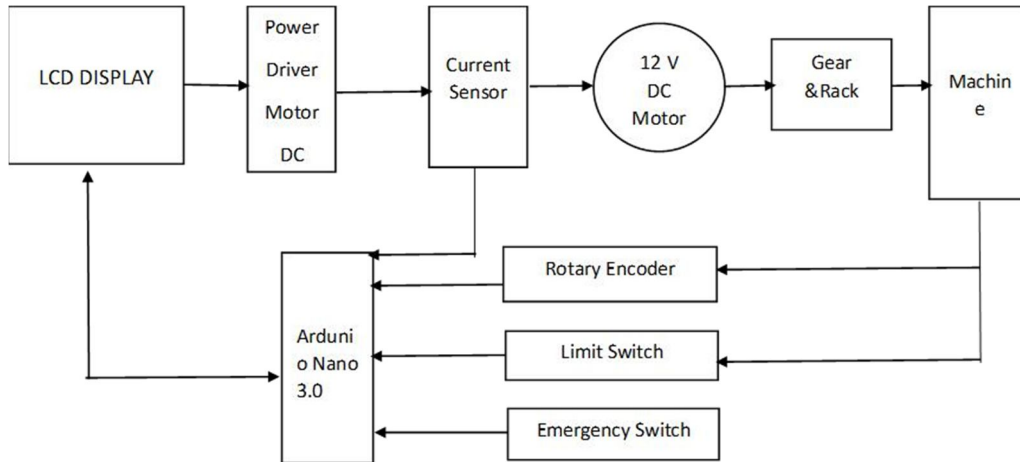 LCD DISPLAY
Power
Driver
Motor
DC
Current
Sensor
12 V
DC
Motor
Gear
&Rack
Machin
e
Arduni
o Nano
3.0
Rotary Encoder
Limit Switch
Emergency Switch